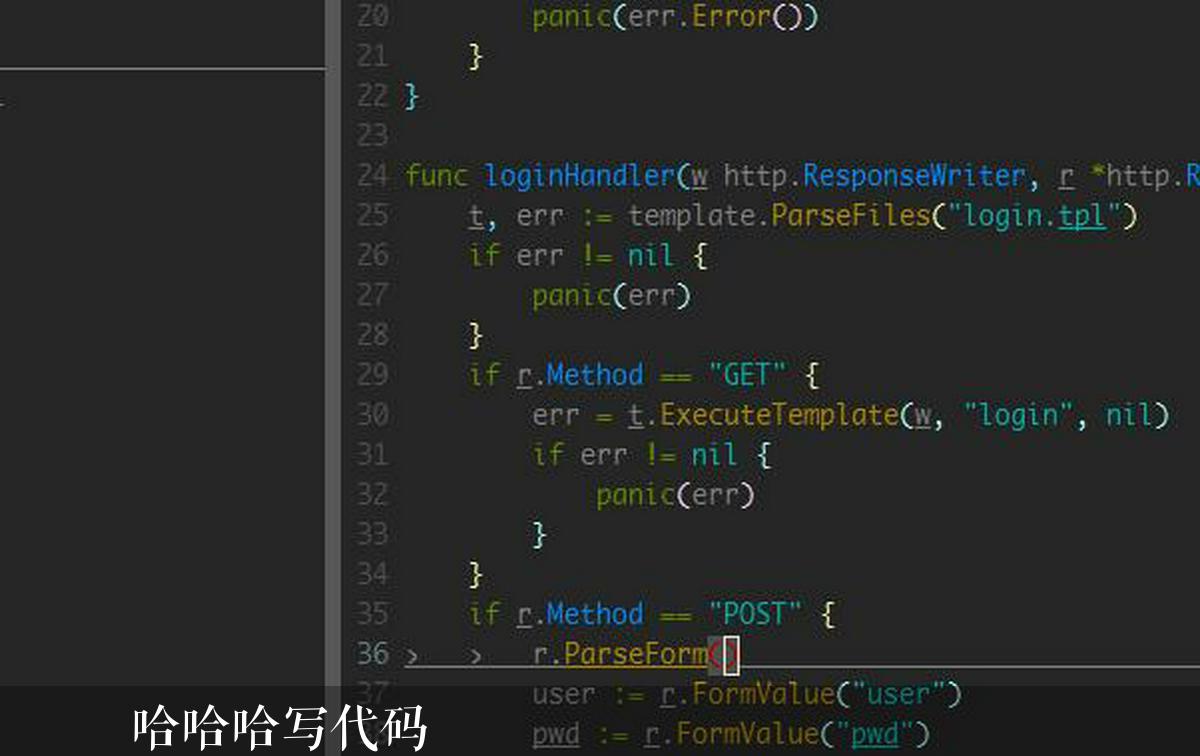 20 panic(err.Error())
21 }
22 }
23
24 func loginHandler(w http.ResponseWriter, r *http.R
25 t, err := template.ParseFiles("login.tpl")
26 if err != nil {
27 panic(err)
28 }
29 if r.Method == "GET" {
30 err = t.ExecuteTemplate(w, "login", nil)
31 if err != nil {
32 panic(err)
33 }
34 }
35 if r.Method == "POST" {
36 › › r.ParseForm()
37 user := r.FormValue("user")
pwd := r.FormValue("pwd")
哈哈哈写代码